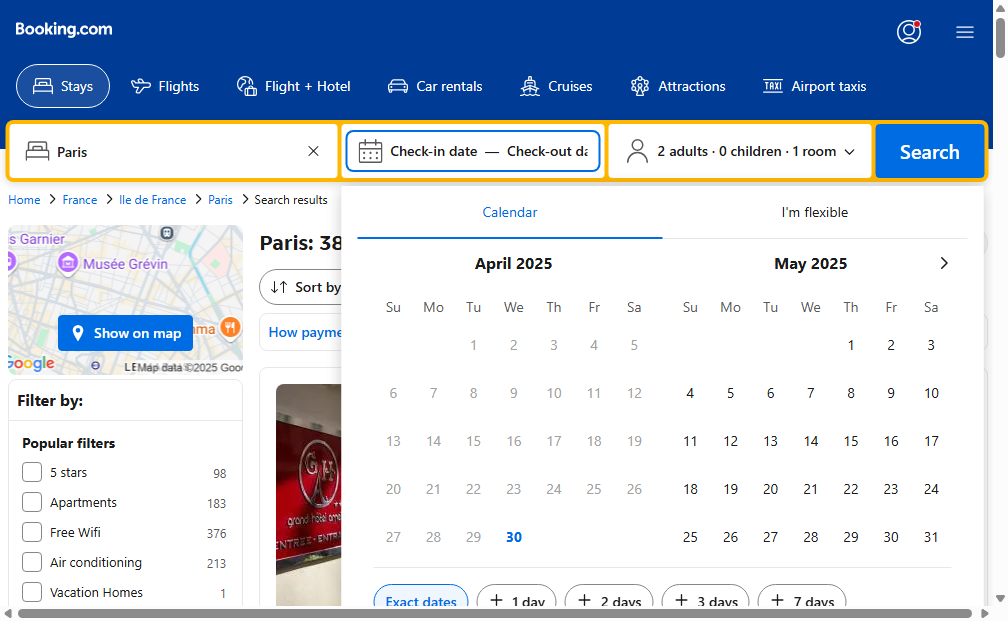 Booking.com
Stays
Flights
Flight + Hotel
Car rentals
Cruises
Attractions
TAXI Airport taxis
Paris
Check-in date — Check-out da
2 adults · 0 children · 1 room
Search
Home > France > Ile de France > Paris > Search results
Calendar
I'm flexible
s Garnier
Musée Grévin
Show on map
ma
Google
Map data ©2025 Goo
Paris: 38
Sort by
How payme
April 2025
Su Mo Tu We Th Fr Sa
1 2 3 4 5
6 7 8 9 10 11 12
13 14 15 16 17 18 19
20 21 22 23 24 25 26
27 28 29 30
May 2025
Su Mo Tu We Th Fr Sa
1 2 3
4 5 6 7 8 9 10
11 12 13 14 15 16 17
18 19 20 21 22 23 24
25 26 27 28 29 30 31
Exact dates
+ 1 day
+ 2 days
+ 3 days
+ 7 days
Filter by:
Popular filters
5 stars 98
Apartments 183
Free Wifi 376
Air conditioning 213
Vacation Homes 1
GH
grand hôtel amé
ENTREE-ENTR